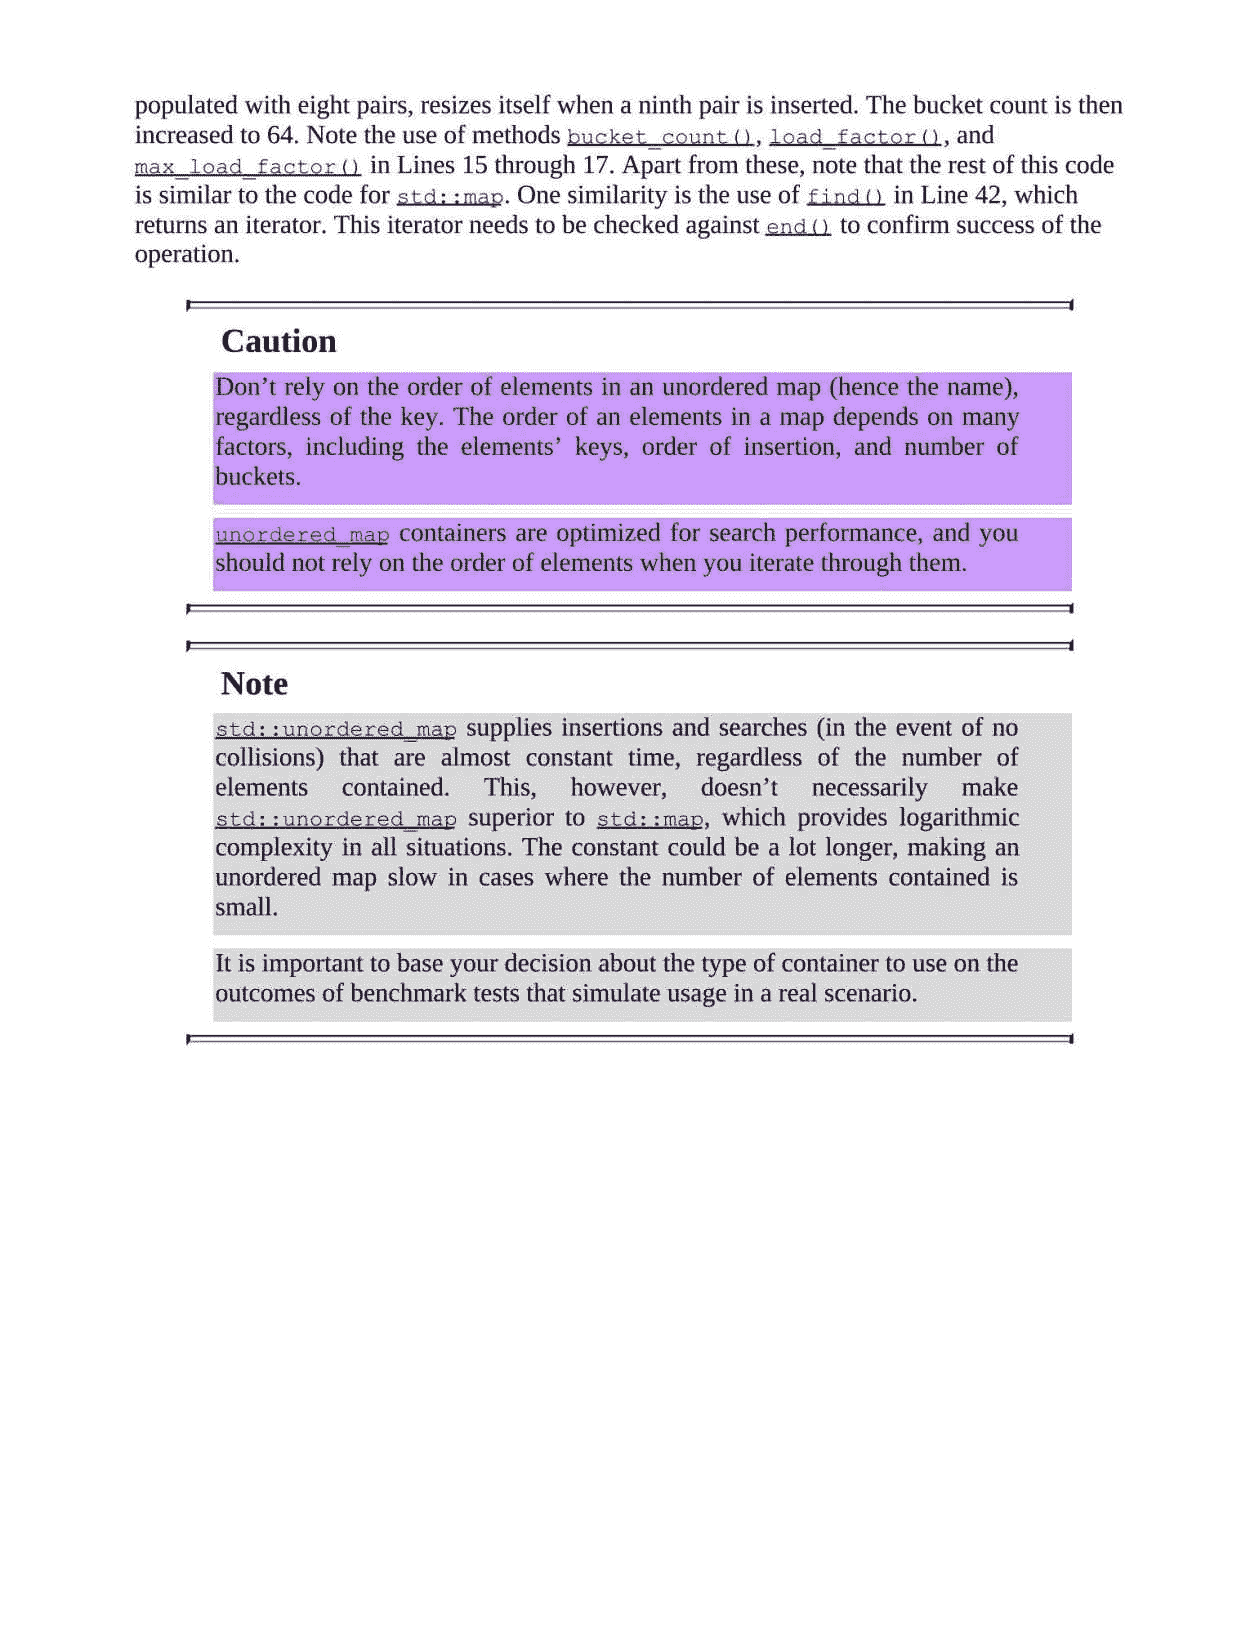 populated with eight pairs, resizes itself when a ninth pair is inserted. The bucket count is then
increased to 64. Note the use of methods bucket_count(), load_factor(), and
max_load_factor() in Lines 15 through 17. Apart from these, note that the rest of this code
is similar to the code for std::map. One similarity is the use of find() in Line 42, which
returns an iterator. This iterator needs to be checked against end() to confirm success of the
operation.
Caution
Don’t rely on the order of elements in an unordered map (hence the name),
regardless of the key. The order of an elements in a map depends on many
factors, including the elements’ keys, order of insertion, and number of
buckets.
unordered_map containers are optimized for search performance, and you
should not rely on the order of elements when you iterate through them.
Note
std::unordered_map supplies insertions and searches (in the event of no
collisions) that are almost constant time, regardless of the number of
elements contained. This, however, doesn’t necessarily make
std::unordered_map superior to std::map, which provides logarithmic
complexity in all situations. The constant could be a lot longer, making an
unordered map slow in cases where the number of elements contained is
small.
It is important to base your decision about the type of container to use on the
outcomes of benchmark tests that simulate usage in a real scenario.